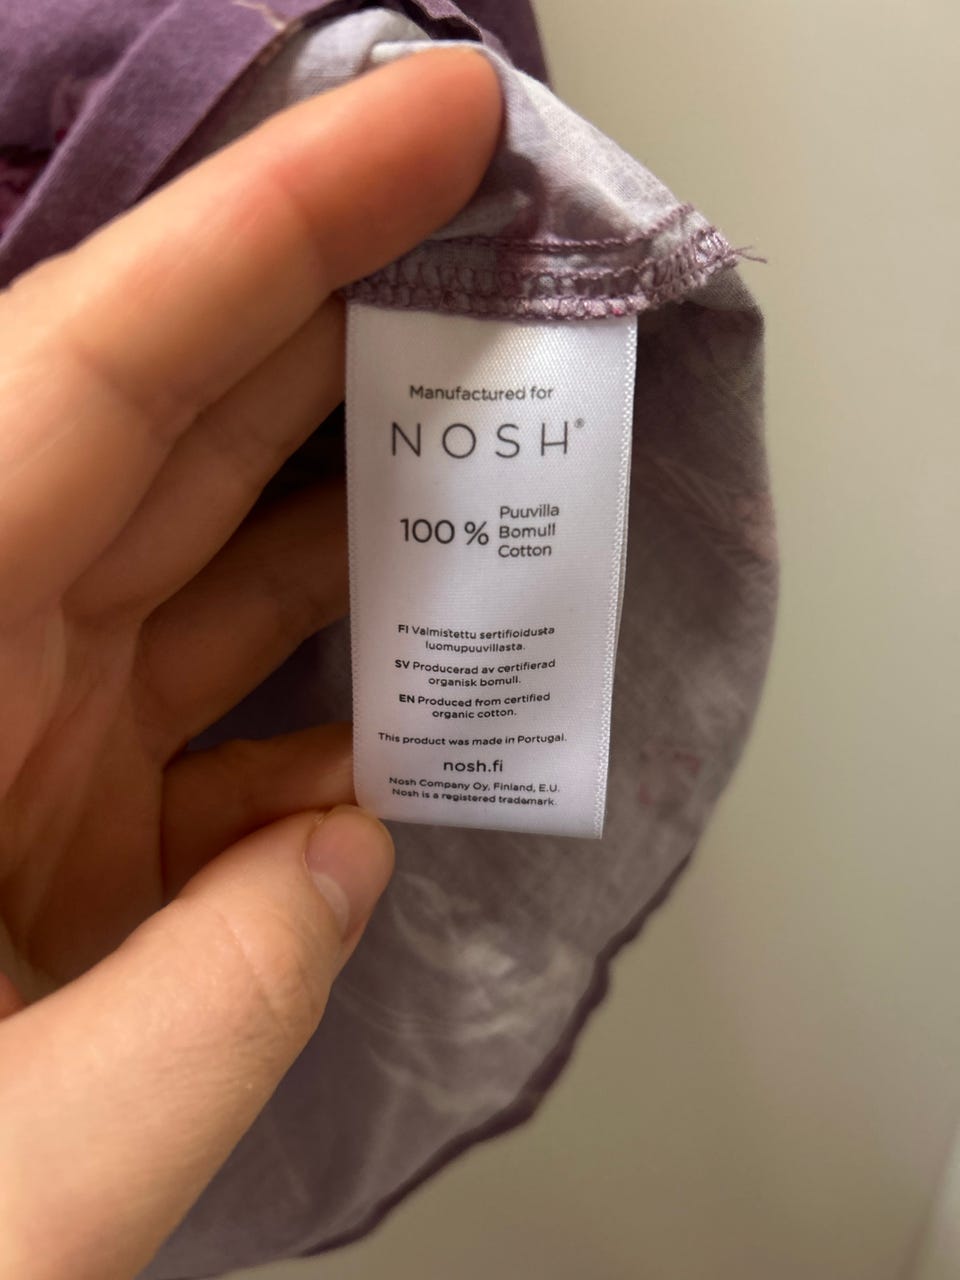 Manufactured for
NOSH®
100 % Puuvilla
Bomull
Cotton
FI Valmistettu sertifioidusta
luomupuuvillasta.
SV Producerad av certifierad
organisk bomull.
EN Produced from certified
organic cotton.
This product was made in Portugal.
nosh.fi
Nosh Company Oy, Finland, E.U.
Nosh is a registered trademark.